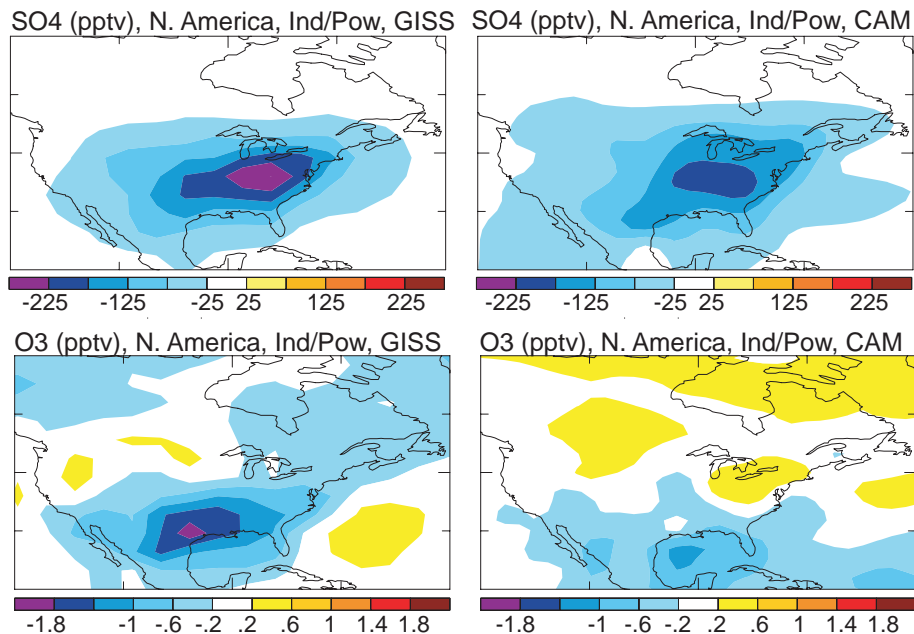 SO4 (pptv), N. America, Ind/Pow, GISS
SO4 (pptv), N. America, Ind/Pow, CAM
-225 -125 -25 25 125 225
-225 -125 -25 25 125 225
O3 (pptv), N. America, Ind/Pow, GISS
O3 (pptv), N. America, Ind/Pow, CAM
-1.8 -1 -.6 -.2 .2 .6 1 1.4 1.8
-1.8 -1 -.6 -.2 .2 .6 1 1.4 1.8